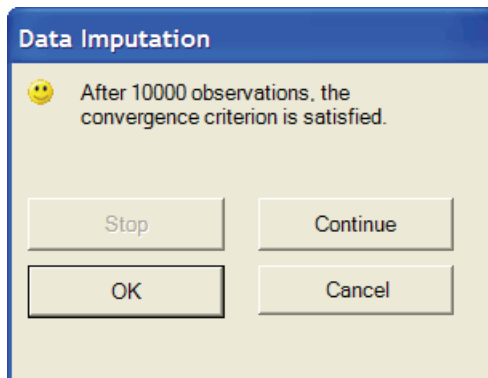 Data Imputation
After 10000 observations, the
convergence criterion is satisfied.
Stop
Continue
OK
Cancel